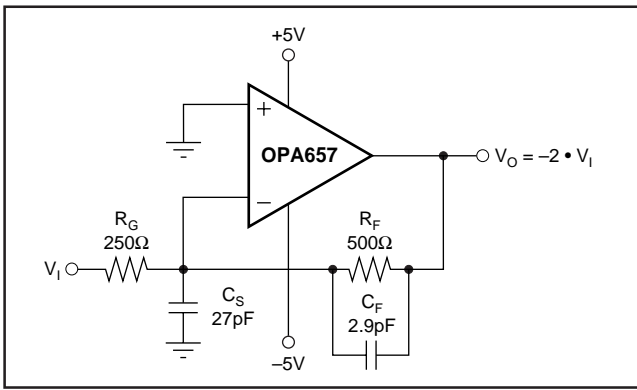 +5V
+
OPA657
−
V_O = −2 • V_I
R_G
250Ω
R_F
500Ω
V_I
C_S
27pF
C_F
2.9pF
−5V